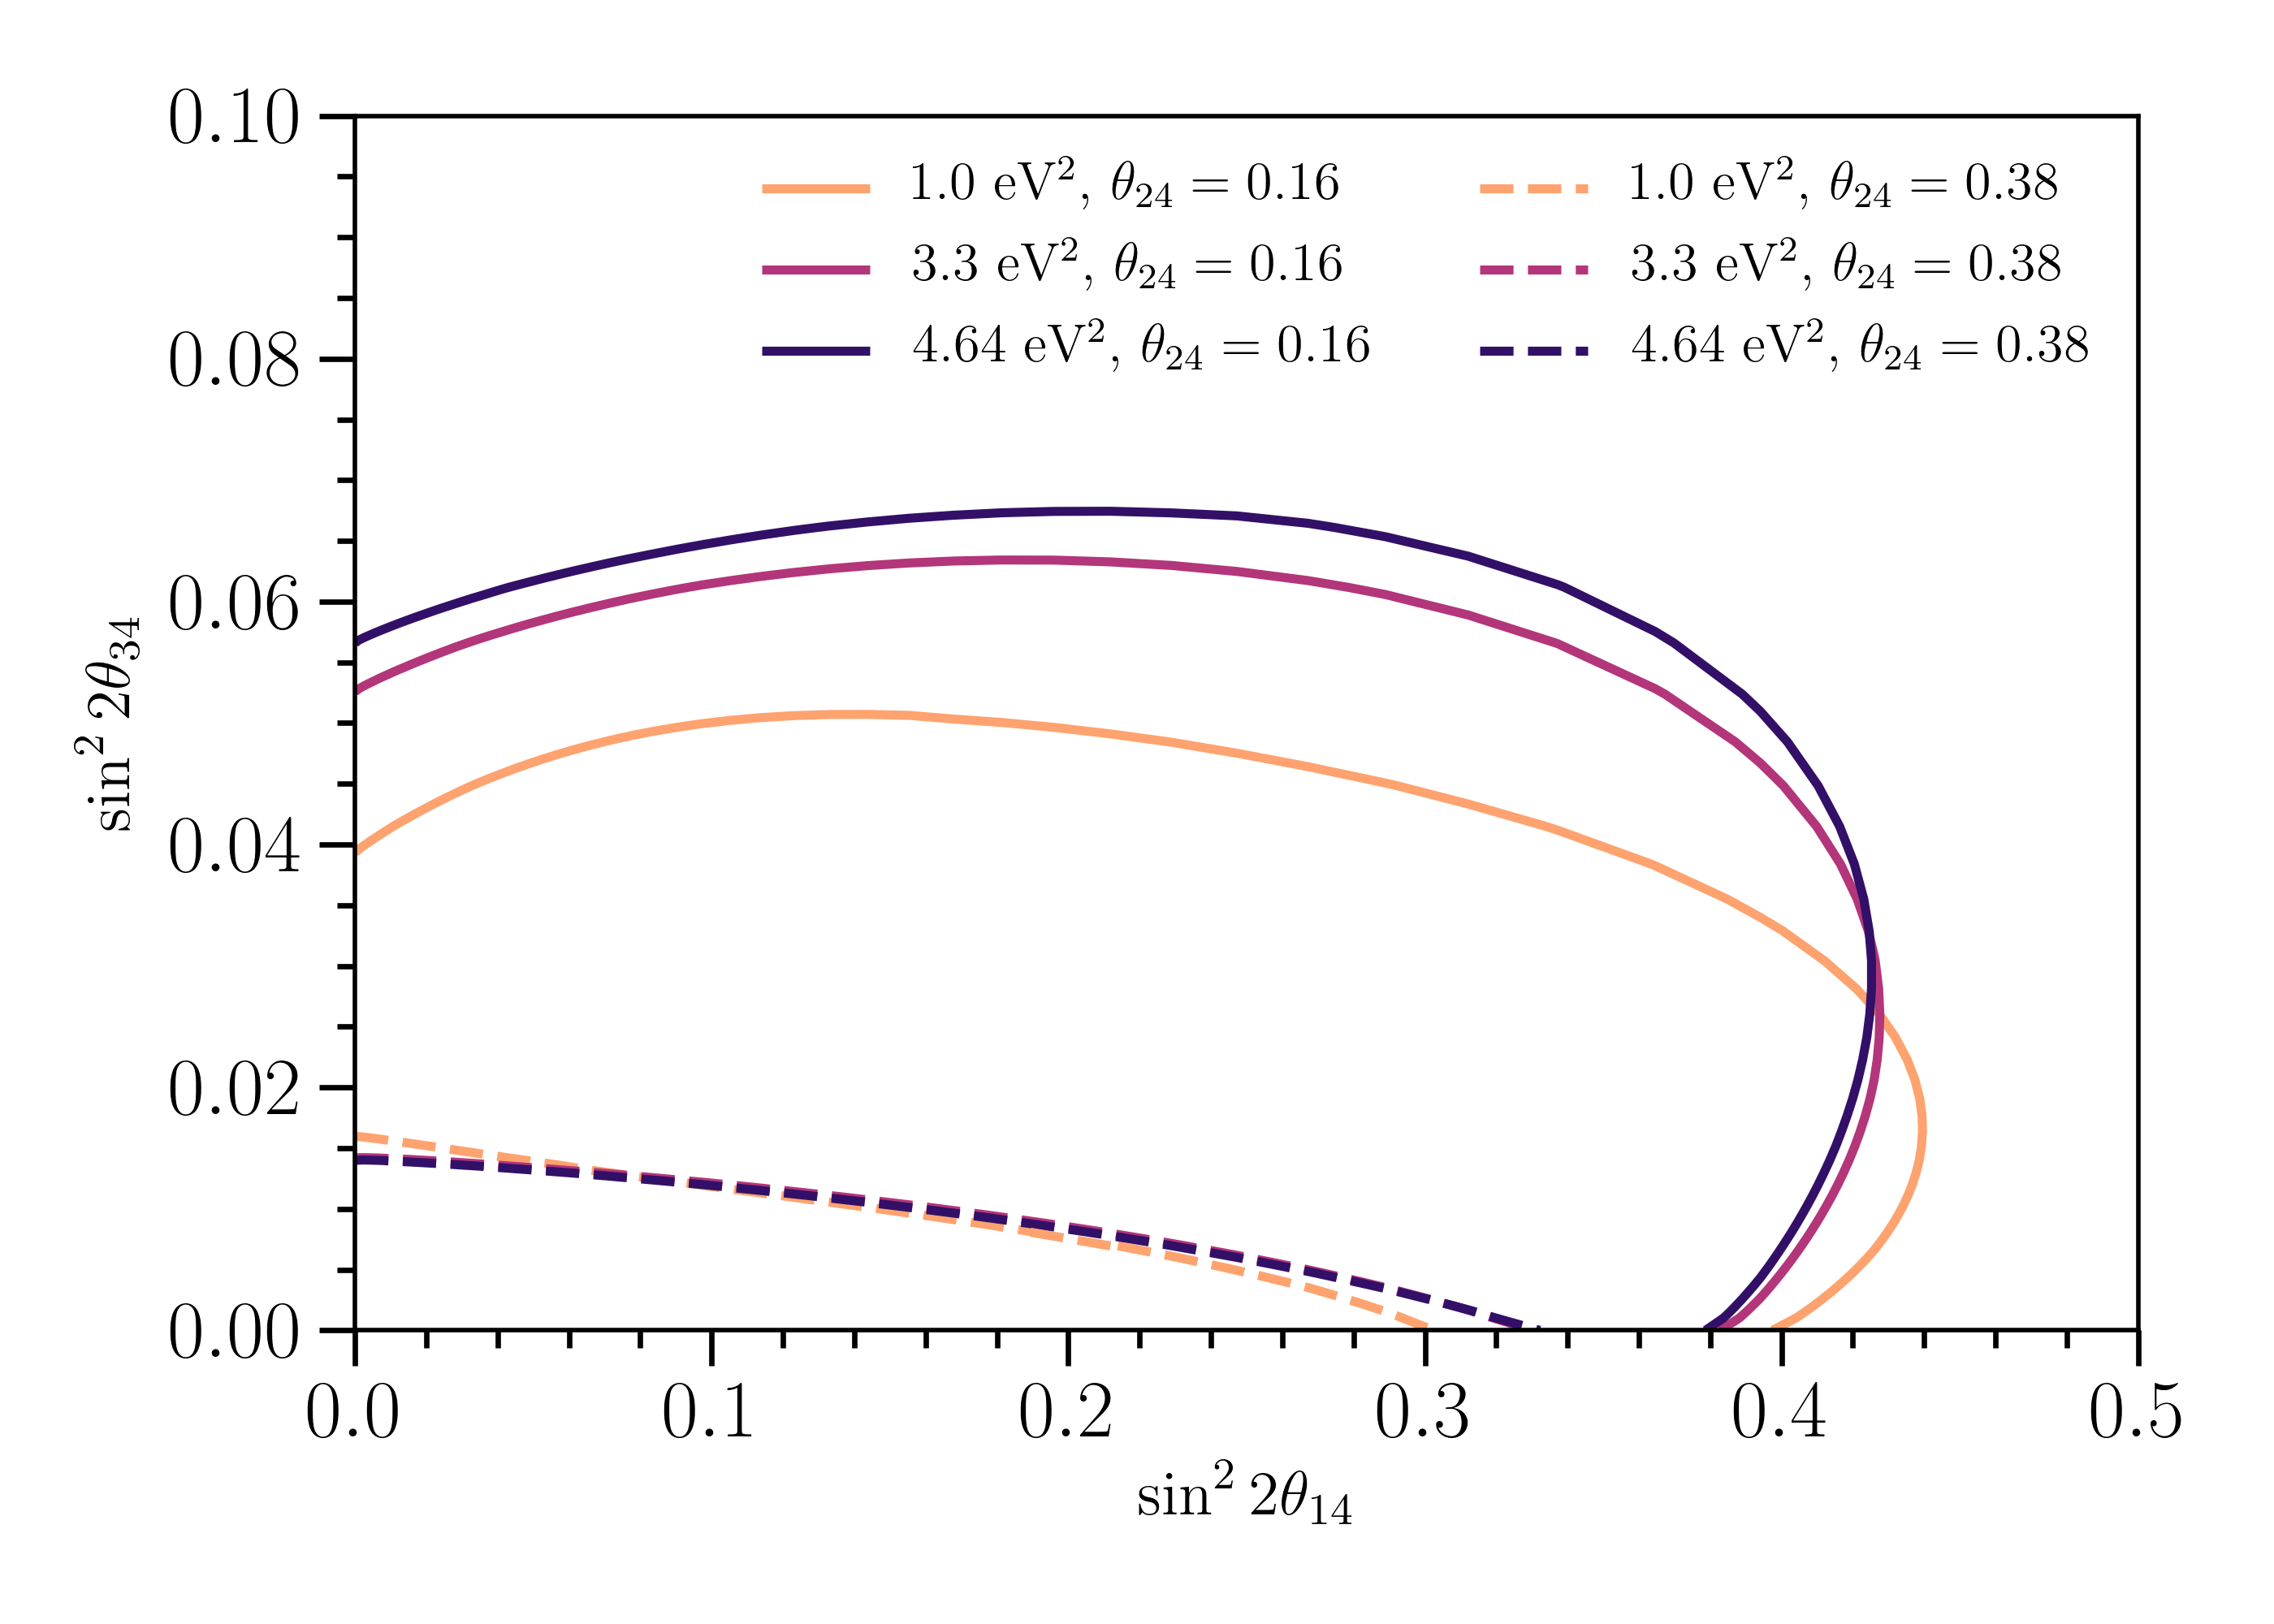 0.10
0.08
0.06
0.04
0.02
0.00
sin² 2θ₃₄
1.0 eV², θ₂₄ = 0.16
3.3 eV², θ₂₄ = 0.16
4.64 eV², θ₂₄ = 0.16
1.0 eV², θ₂₄ = 0.38
3.3 eV², θ₂₄ = 0.38
4.64 eV², θ₂₄ = 0.38
0.0 0.1 0.2 0.3 0.4 0.5
sin² 2θ₁₄